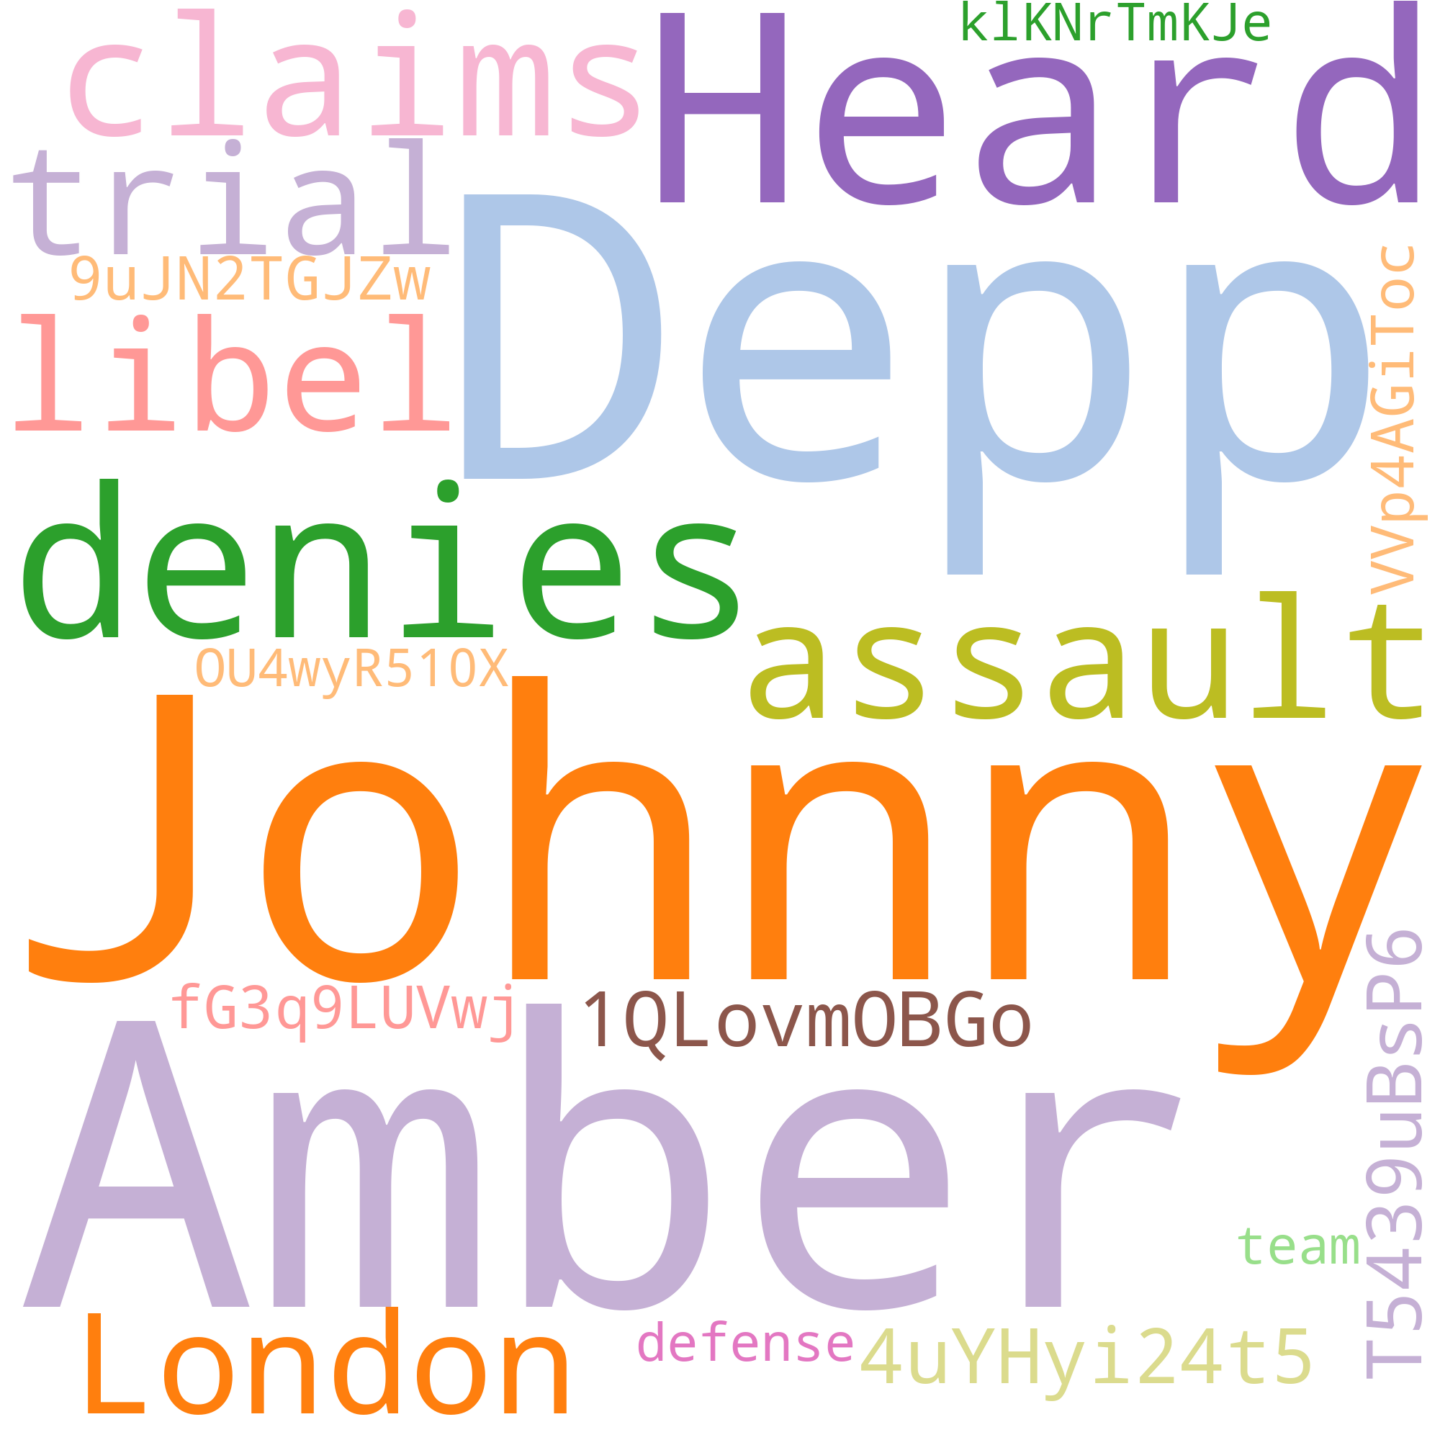 klKNrTmKJe
claims
Heard
trial
9uJN2TGJZw
Depp
VVp4AGiToc
libel
denies
assault
OU4wyR510X
Johnny
fG3q9LUVwj
1QLovmOBGo
T5439uBsP6
Amber
team
London
defense
4uYHyi24t5